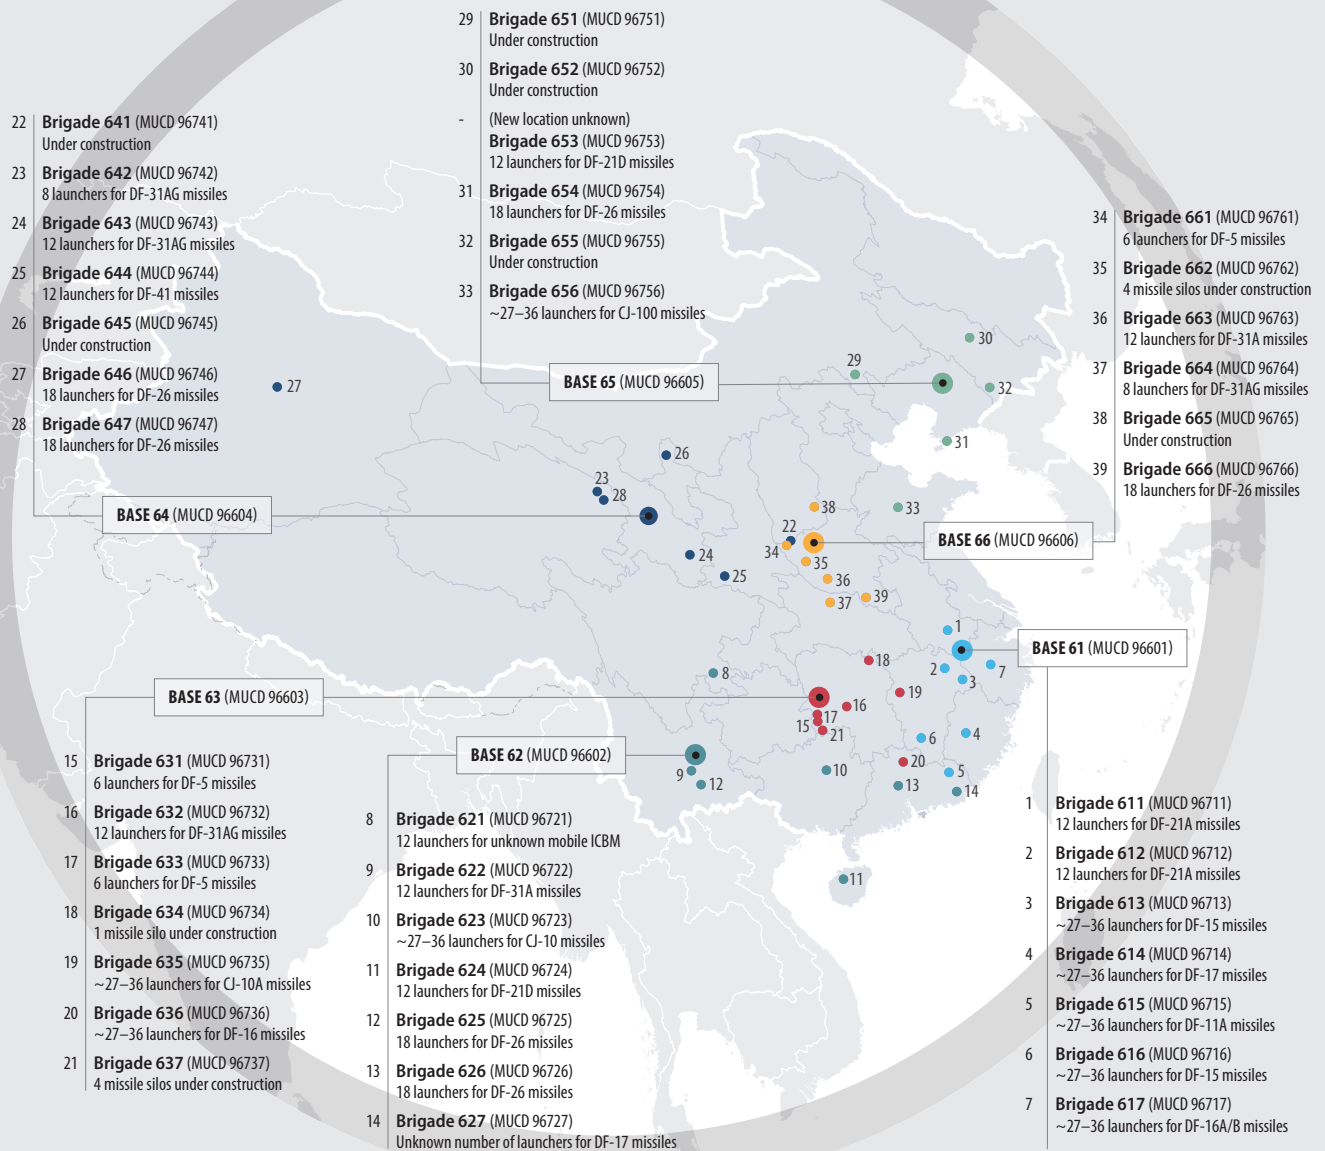 29 Brigade 651 (MUCD 96751)
Under construction
30 Brigade 652 (MUCD 96752)
Under construction
- (New location unknown)
Brigade 653 (MUCD 96753)
12 launchers for DF-21D missiles
31 Brigade 654 (MUCD 96754)
18 launchers for DF-26 missiles
32 Brigade 655 (MUCD 96755)
Under construction
33 Brigade 656 (MUCD 96756)
~27–36 launchers for CJ-100 missiles
BASE 65 (MUCD 96605)
22 Brigade 641 (MUCD 96741)
Under construction
23 Brigade 642 (MUCD 96742)
8 launchers for DF-31AG missiles
24 Brigade 643 (MUCD 96743)
12 launchers for DF-31AG missiles
25 Brigade 644 (MUCD 96744)
12 launchers for DF-41 missiles
26 Brigade 645 (MUCD 96745)
Under construction
27 Brigade 646 (MUCD 96746)
18 launchers for DF-26 missiles
28 Brigade 647 (MUCD 96747)
18 launchers for DF-26 missiles
BASE 64 (MUCD 96604)
34 Brigade 661 (MUCD 96761)
6 launchers for DF-5 missiles
35 Brigade 662 (MUCD 96762)
4 missile silos under construction
36 Brigade 663 (MUCD 96763)
12 launchers for DF-31A missiles
37 Brigade 664 (MUCD 96764)
8 launchers for DF-31AG missiles
38 Brigade 665 (MUCD 96765)
Under construction
39 Brigade 666 (MUCD 96766)
18 launchers for DF-26 missiles
BASE 66 (MUCD 96606)
30
29
27
32
31
26
23
28
38
33
22
34
24
35
25
36
37
39
1
18
2
7
8
3
19
16
17
15
21
6
4
9
12
10
20
13
5
14
11
BASE 61 (MUCD 96601)
BASE 63 (MUCD 96603)
BASE 62 (MUCD 96602)
15 Brigade 631 (MUCD 96731)
6 launchers for DF-5 missiles
16 Brigade 632 (MUCD 96732)
12 launchers for DF-31AG missiles
17 Brigade 633 (MUCD 96733)
6 launchers for DF-5 missiles
18 Brigade 634 (MUCD 96734)
1 missile silo under construction
19 Brigade 635 (MUCD 96735)
~27–36 launchers for CJ-10A missiles
20 Brigade 636 (MUCD 96736)
~27–36 launchers for DF-16 missiles
21 Brigade 637 (MUCD 96737)
4 missile silos under construction
8 Brigade 621 (MUCD 96721)
12 launchers for unknown mobile ICBM
9 Brigade 622 (MUCD 96722)
12 launchers for DF-31A missiles
10 Brigade 623 (MUCD 96723)
~27–36 launchers for CJ-10 missiles
11 Brigade 624 (MUCD 96724)
12 launchers for DF-21D missiles
12 Brigade 625 (MUCD 96725)
18 launchers for DF-26 missiles
13 Brigade 626 (MUCD 96726)
18 launchers for DF-26 missiles
14 Brigade 627 (MUCD 96727)
Unknown number of launchers for DF-17 missiles
1 Brigade 611 (MUCD 96711)
12 launchers for DF-21A missiles
2 Brigade 612 (MUCD 96712)
12 launchers for DF-21A missiles
3 Brigade 613 (MUCD 96713)
~27–36 launchers for DF-15 missiles
4 Brigade 614 (MUCD 96714)
~27–36 launchers for DF-17 missiles
5 Brigade 615 (MUCD 96715)
~27–36 launchers for DF-11A missiles
6 Brigade 616 (MUCD 96716)
~27–36 launchers for DF-15 missiles
7 Brigade 617 (MUCD 96717)
~27–36 launchers for DF-16A/B missiles